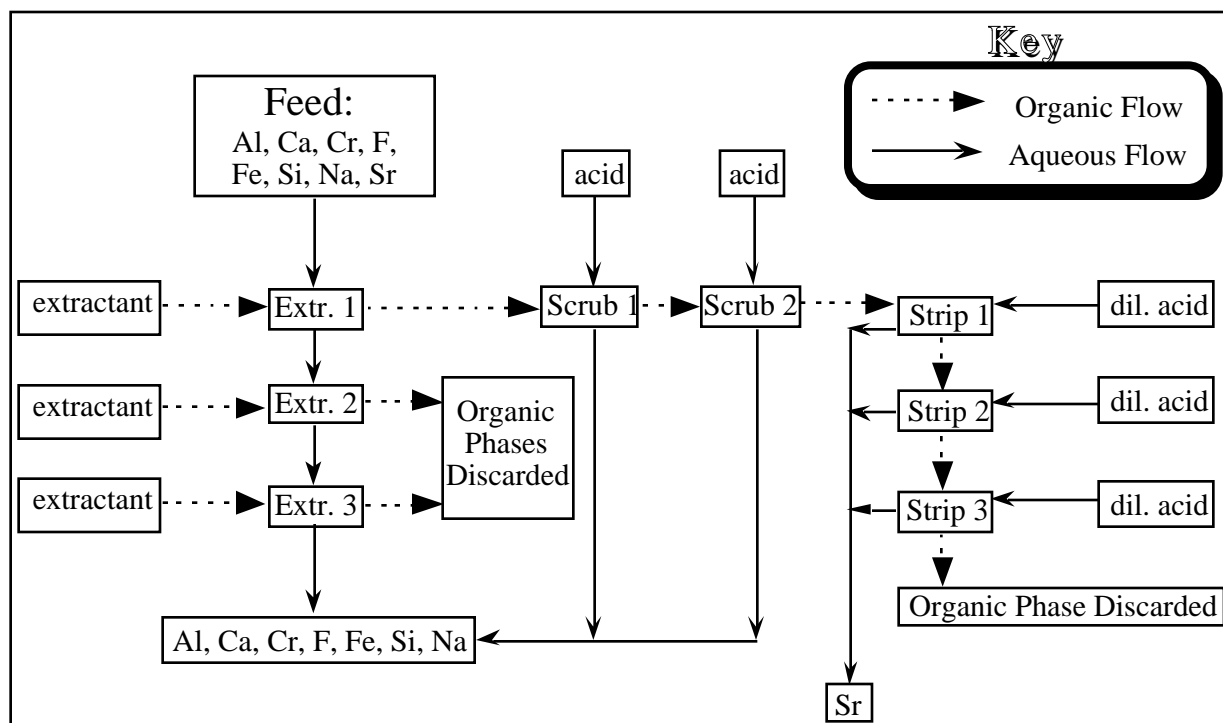 Key
Organic Flow
Aqueous Flow
Feed:
Al, Ca, Cr, F,
Fe, Si, Na, Sr
acid
acid
extractant
Extr. 1
Scrub 1
Scrub 2
Strip 1
dil. acid
extractant
Extr. 2
Organic
Phases
Discarded
Strip 2
dil. acid
extractant
Extr. 3
Strip 3
dil. acid
Organic Phase Discarded
Al, Ca, Cr, F, Fe, Si, Na
Sr